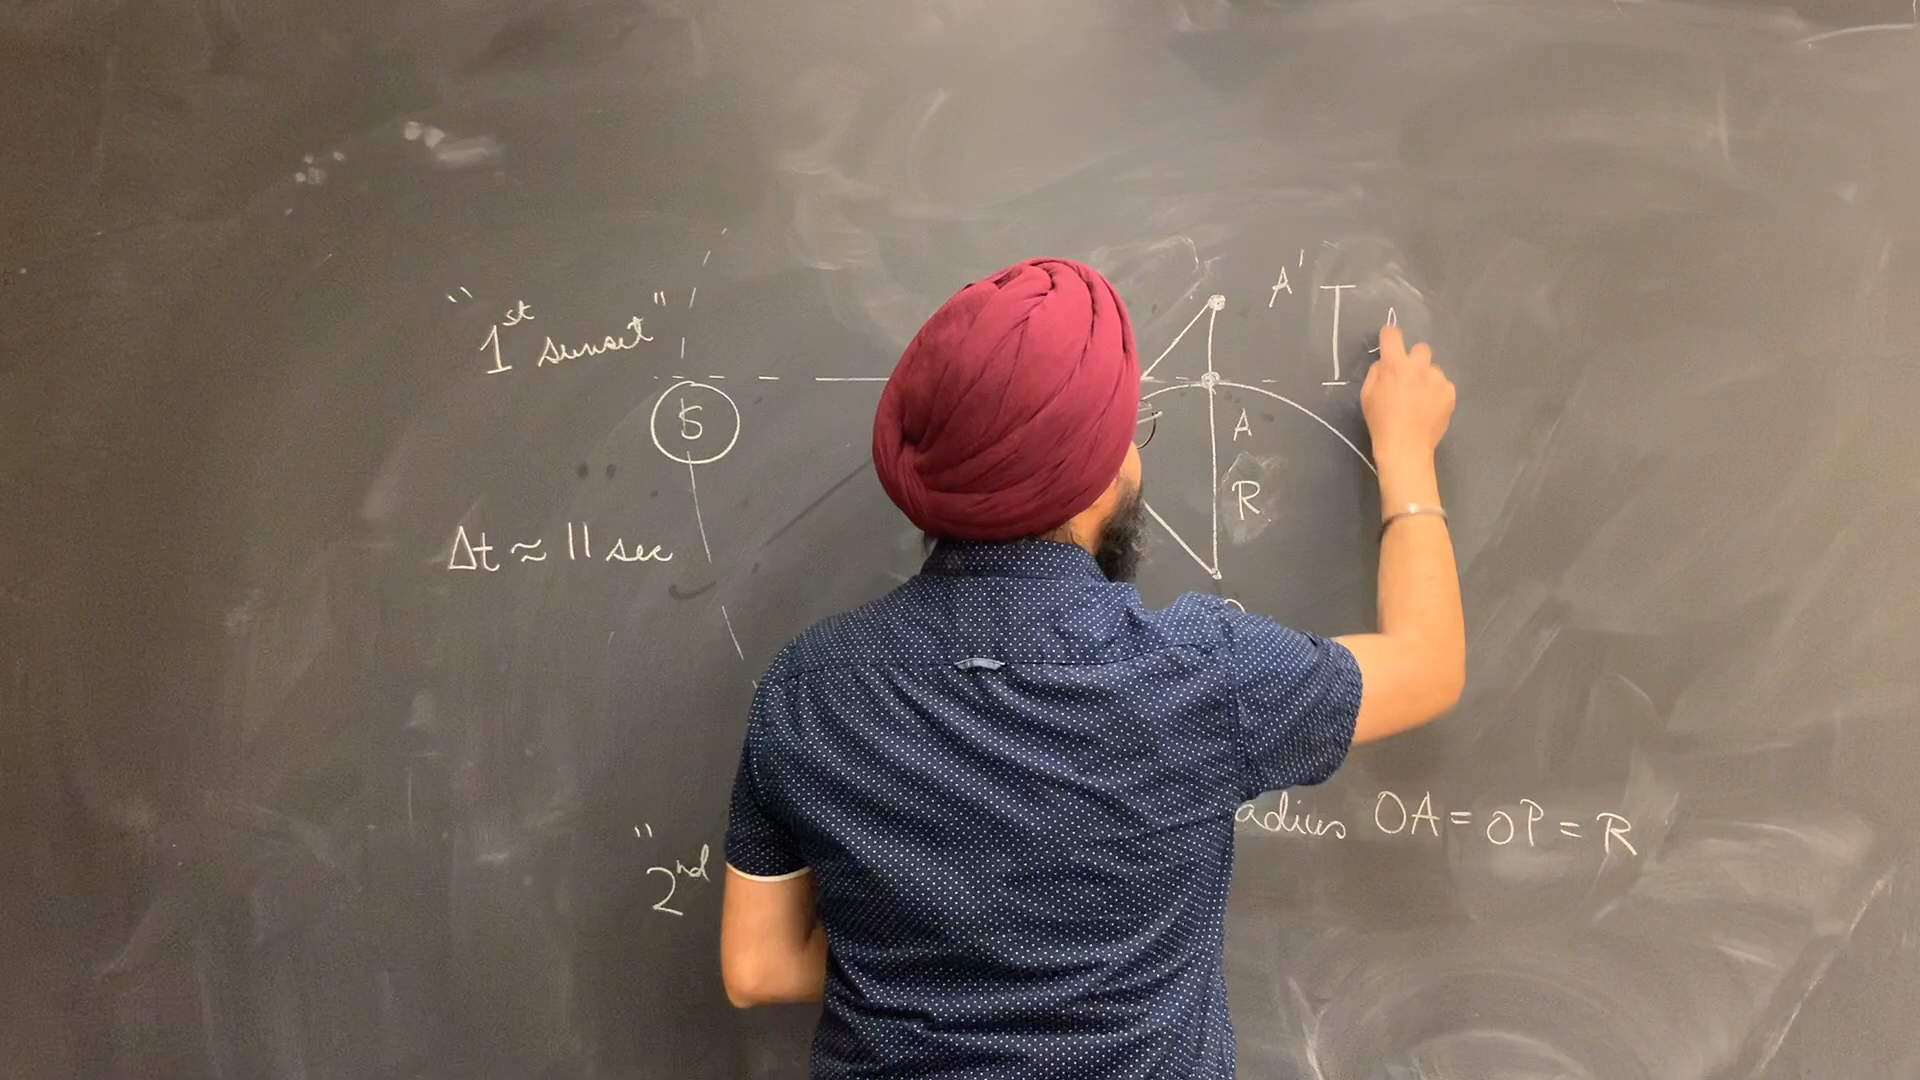 "1st sunset"
A'
S
A
R
Δt ≈ 11 sec
"2nd
adius OA = OP = R